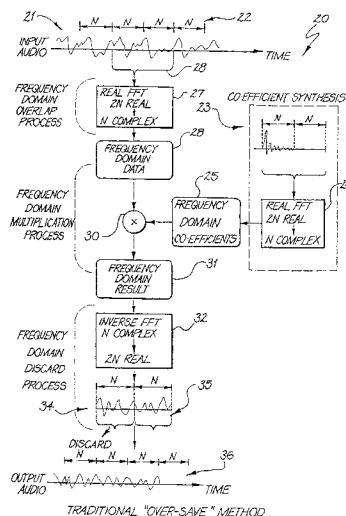 21
N N N N
22
20
INPUT AUDIO
TIME
28
FREQUENCY DOMAIN OVERLAP PROCESS
REAL FFT
2N REAL
N COMPLEX
27
CO-EFFICIENT SYNTHESIS
23
N N
FREQUENCY DOMAIN DATA
28
REAL FFT
2N REAL
N COMPLEX
FREQUENCY DOMAIN MULTIPLICATION PROCESS
25
FREQUENCY DOMAIN CO-EFFICIENTS
×
30
FREQUENCY DOMAIN RESULT
31
FREQUENCY DOMAIN DISCARD PROCESS
INVERSE FFT
N COMPLEX
2N REAL
32
N N
34
35
DISCARD
N N N N
36
OUTPUT AUDIO
TIME
TRADITIONAL "OVER-SAVE" METHOD